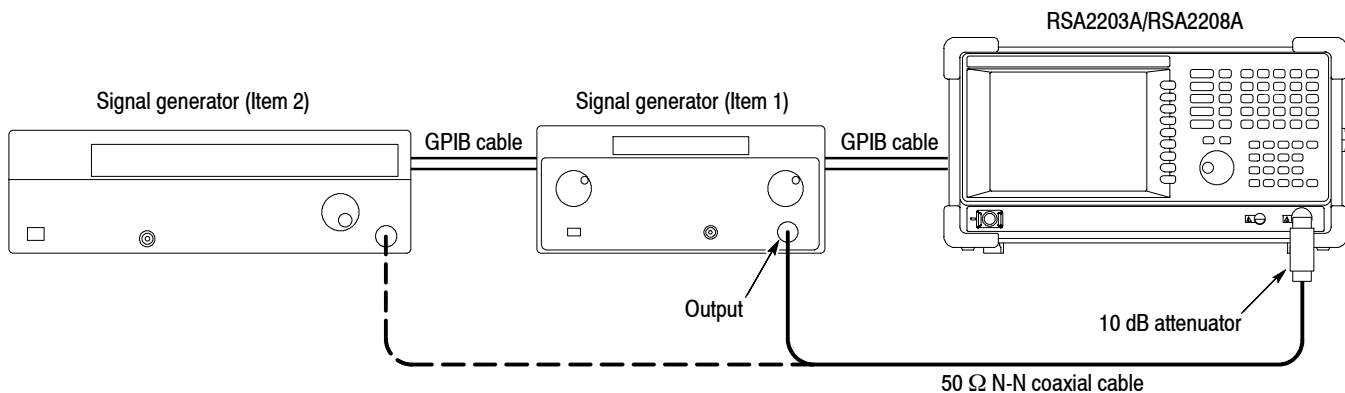 RSA2203A/RSA2208A
Signal generator (Item 2)
Signal generator (Item 1)
GPIB cable
GPIB cable
Output
10 dB attenuator
50 Ω N-N coaxial cable